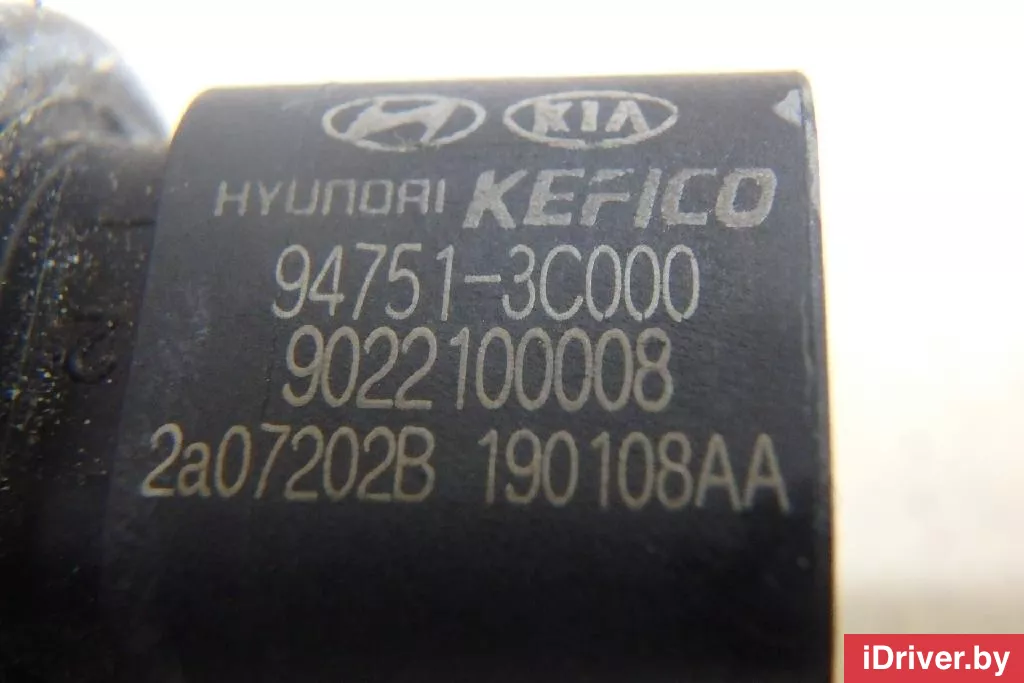 KIA
HYUNDAI KEFICO
94751-3C000
9022100008
2a07202B 190108AA
iDriver.by